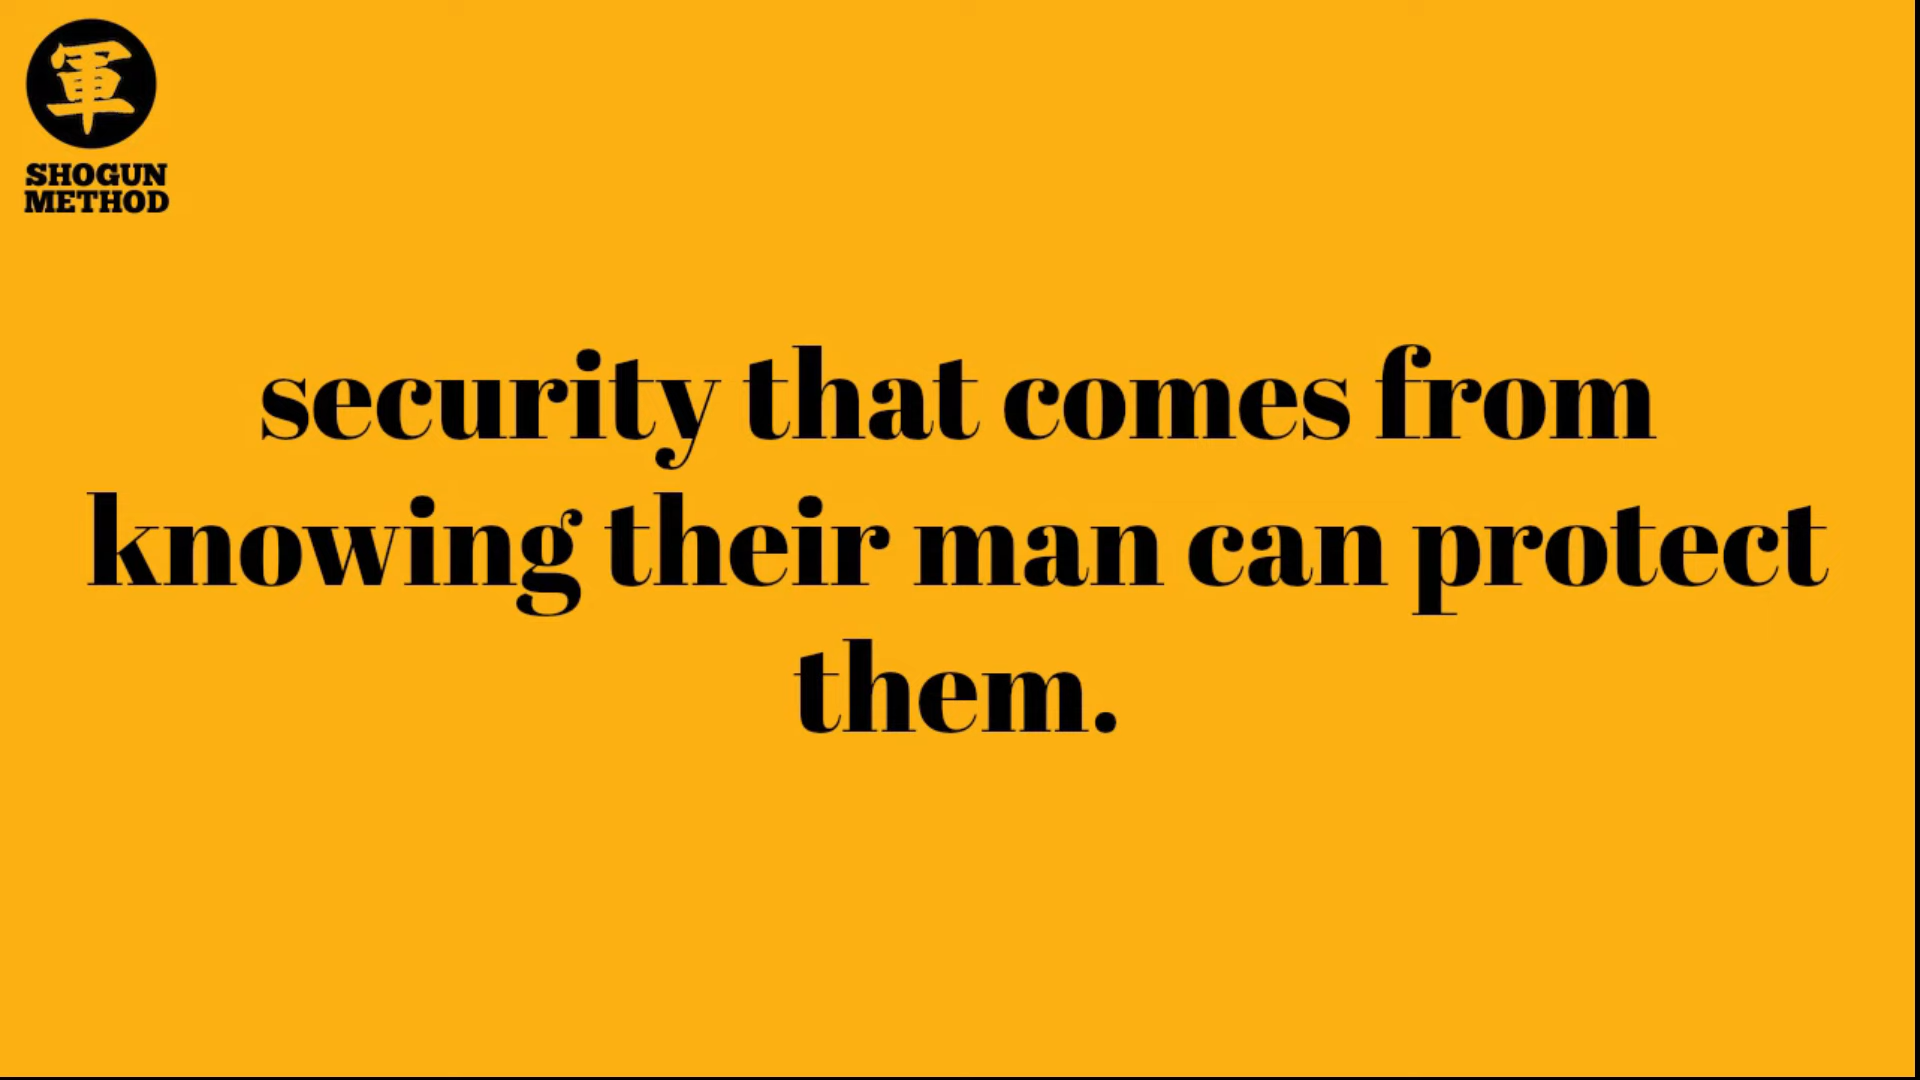 軍
SHOGUN
METHOD
security that comes from
knowing their man can protect
them.